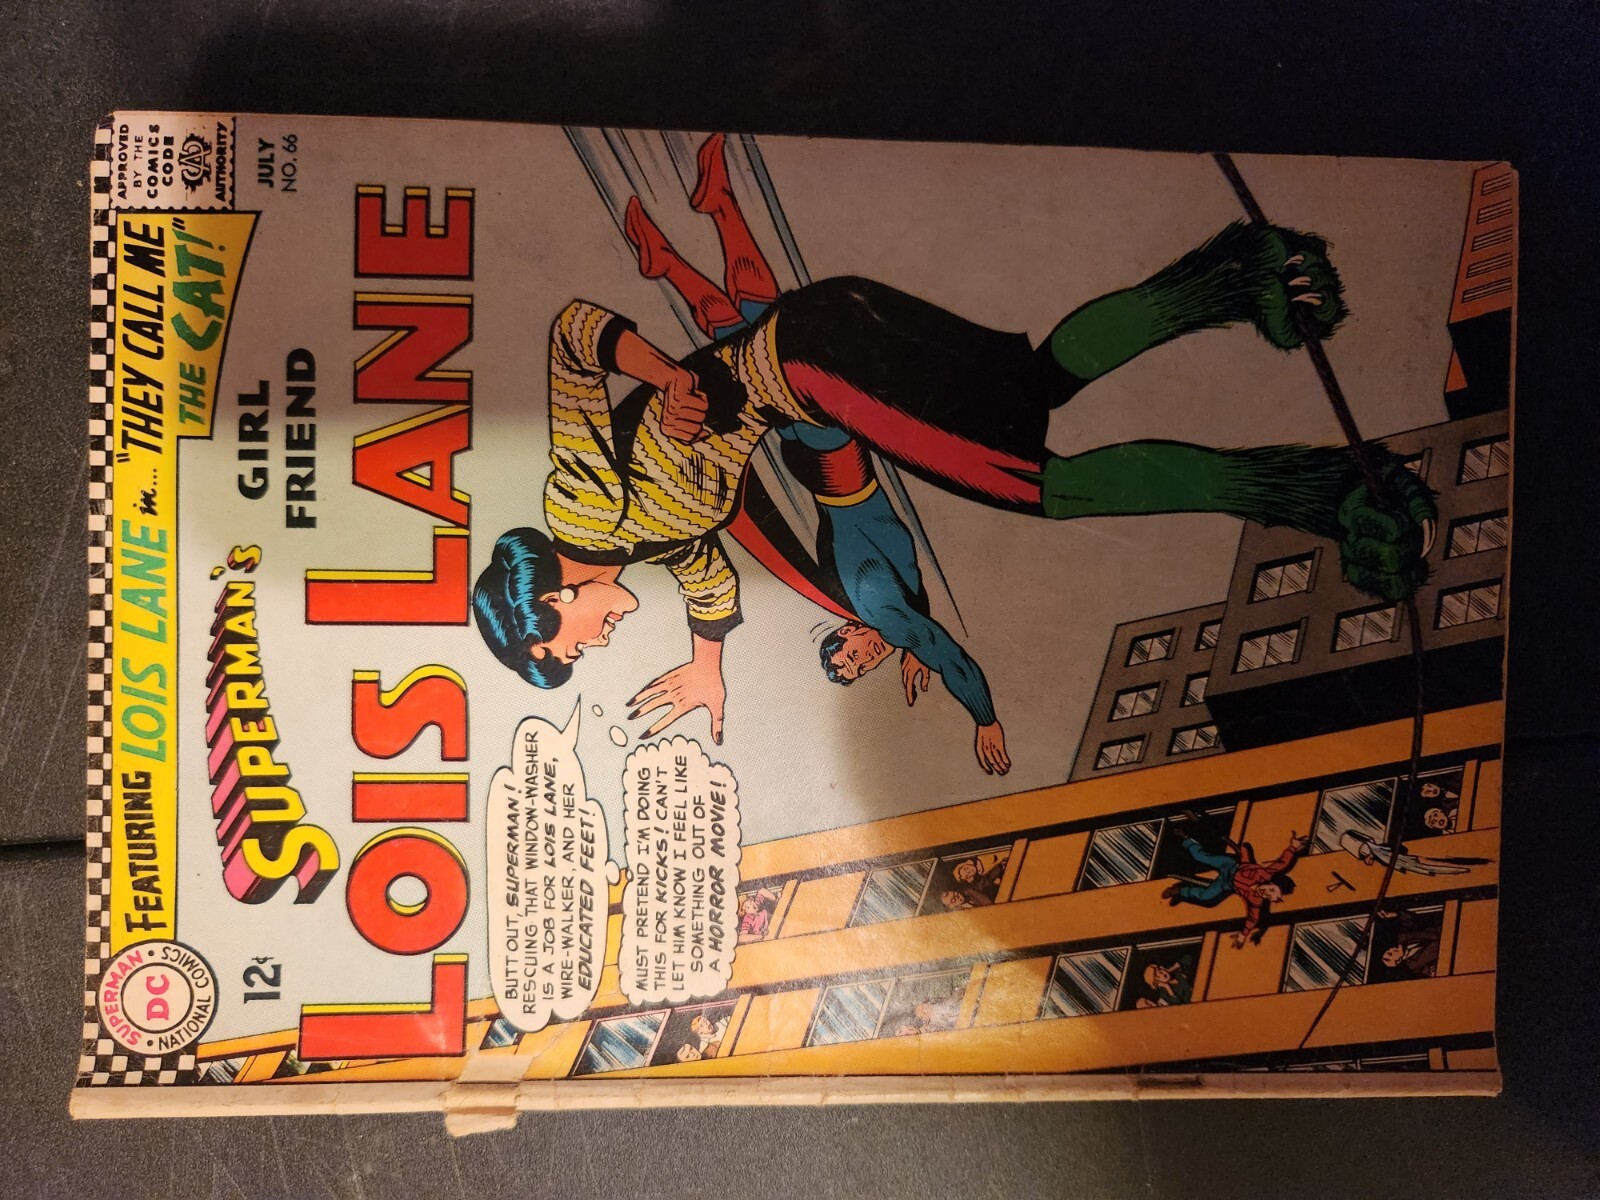 FEATURING LOIS LANE in... "THEY CALL ME
THE CAT!"
APPROVED
BY THE
COMICS
CODE
CA
AUTHORITY
SUPERMAN
DC
NATIONAL COMICS
12¢
SUPERMAN'S
GIRL
FRIEND
JULY
NO. 66
LOIS LANE
BUTT OUT, SUPERMAN!
RESCUING THAT WINDOW-WASHER
IS A JOB FOR LOIS LANE,
WIRE-WALKER, AND HER
EDUCATED FEET!
MUST PRETEND I'M DOING
THIS FOR KICKS! CAN'T
LET HIM KNOW I FEEL LIKE
SOMETHING OUT OF
A HORROR MOVIE!